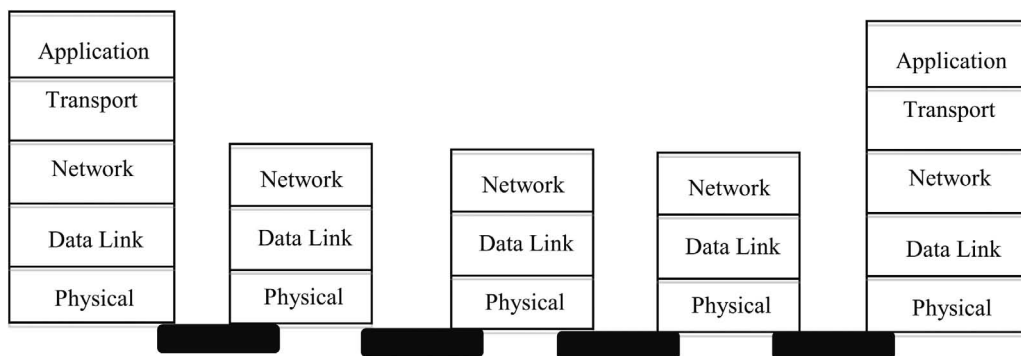 Application
Transport
Network
Data Link
Physical
Network
Data Link
Physical
Network
Data Link
Physical
Network
Data Link
Physical
Application
Transport
Network
Data Link
Physical